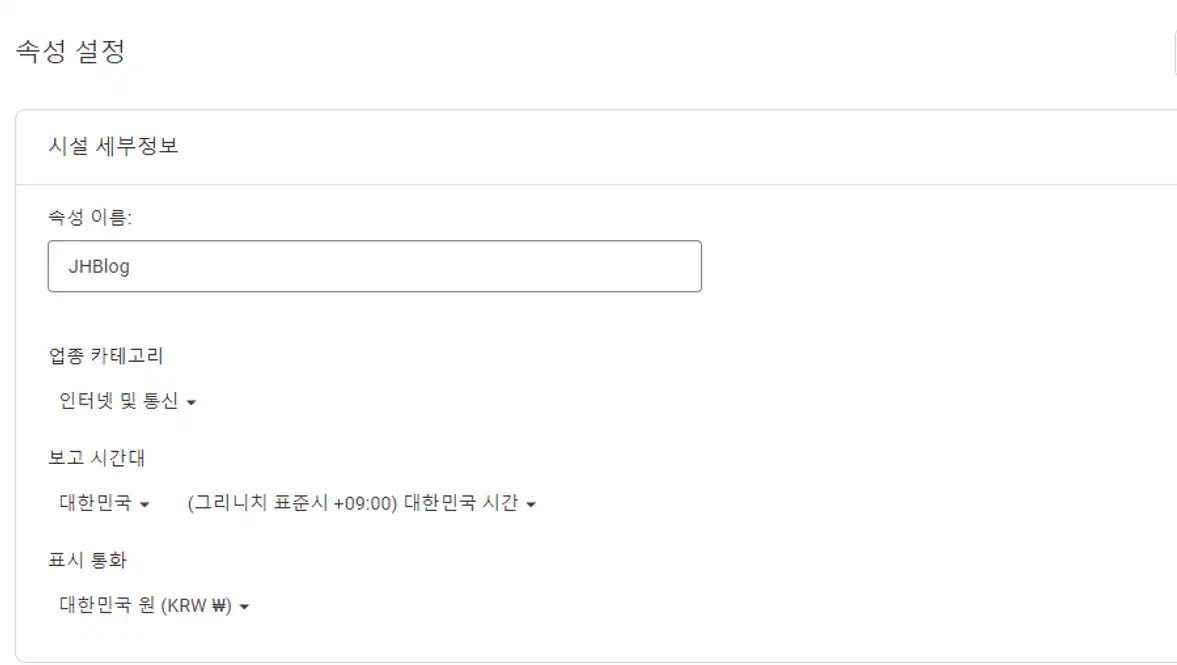 속성 설정
시설 세부정보
속성 이름:
JHBlog
업종 카테고리
인터넷 및 통신
보고 시간대
대한민국 (그리니치 표준시 +09:00) 대한민국 시간
표시 통화
대한민국 원 (KRW ₩)